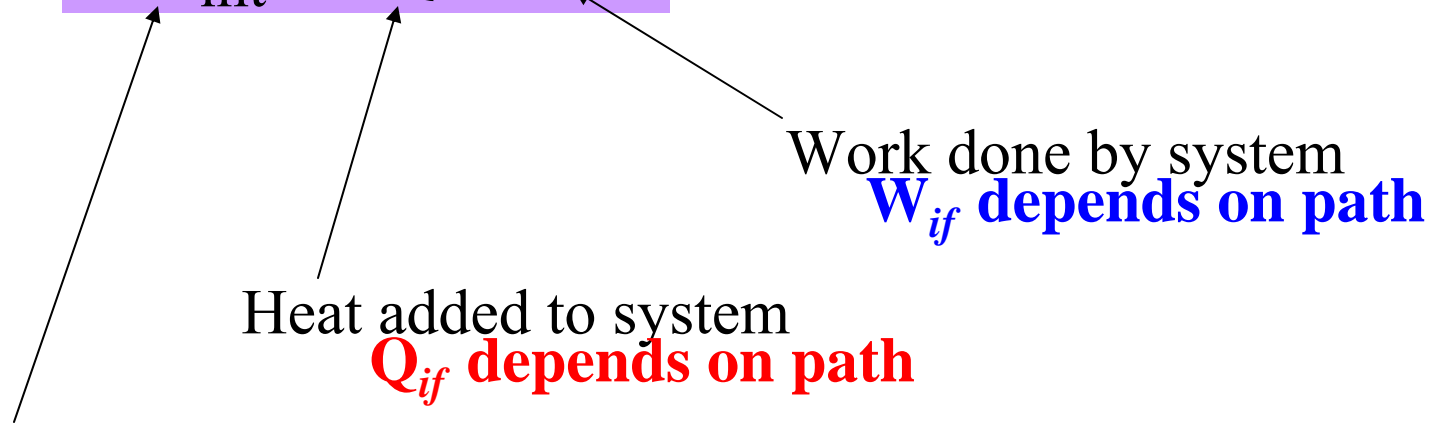 Work done by system
W_if depends on path
Heat added to system
Q_if depends on path